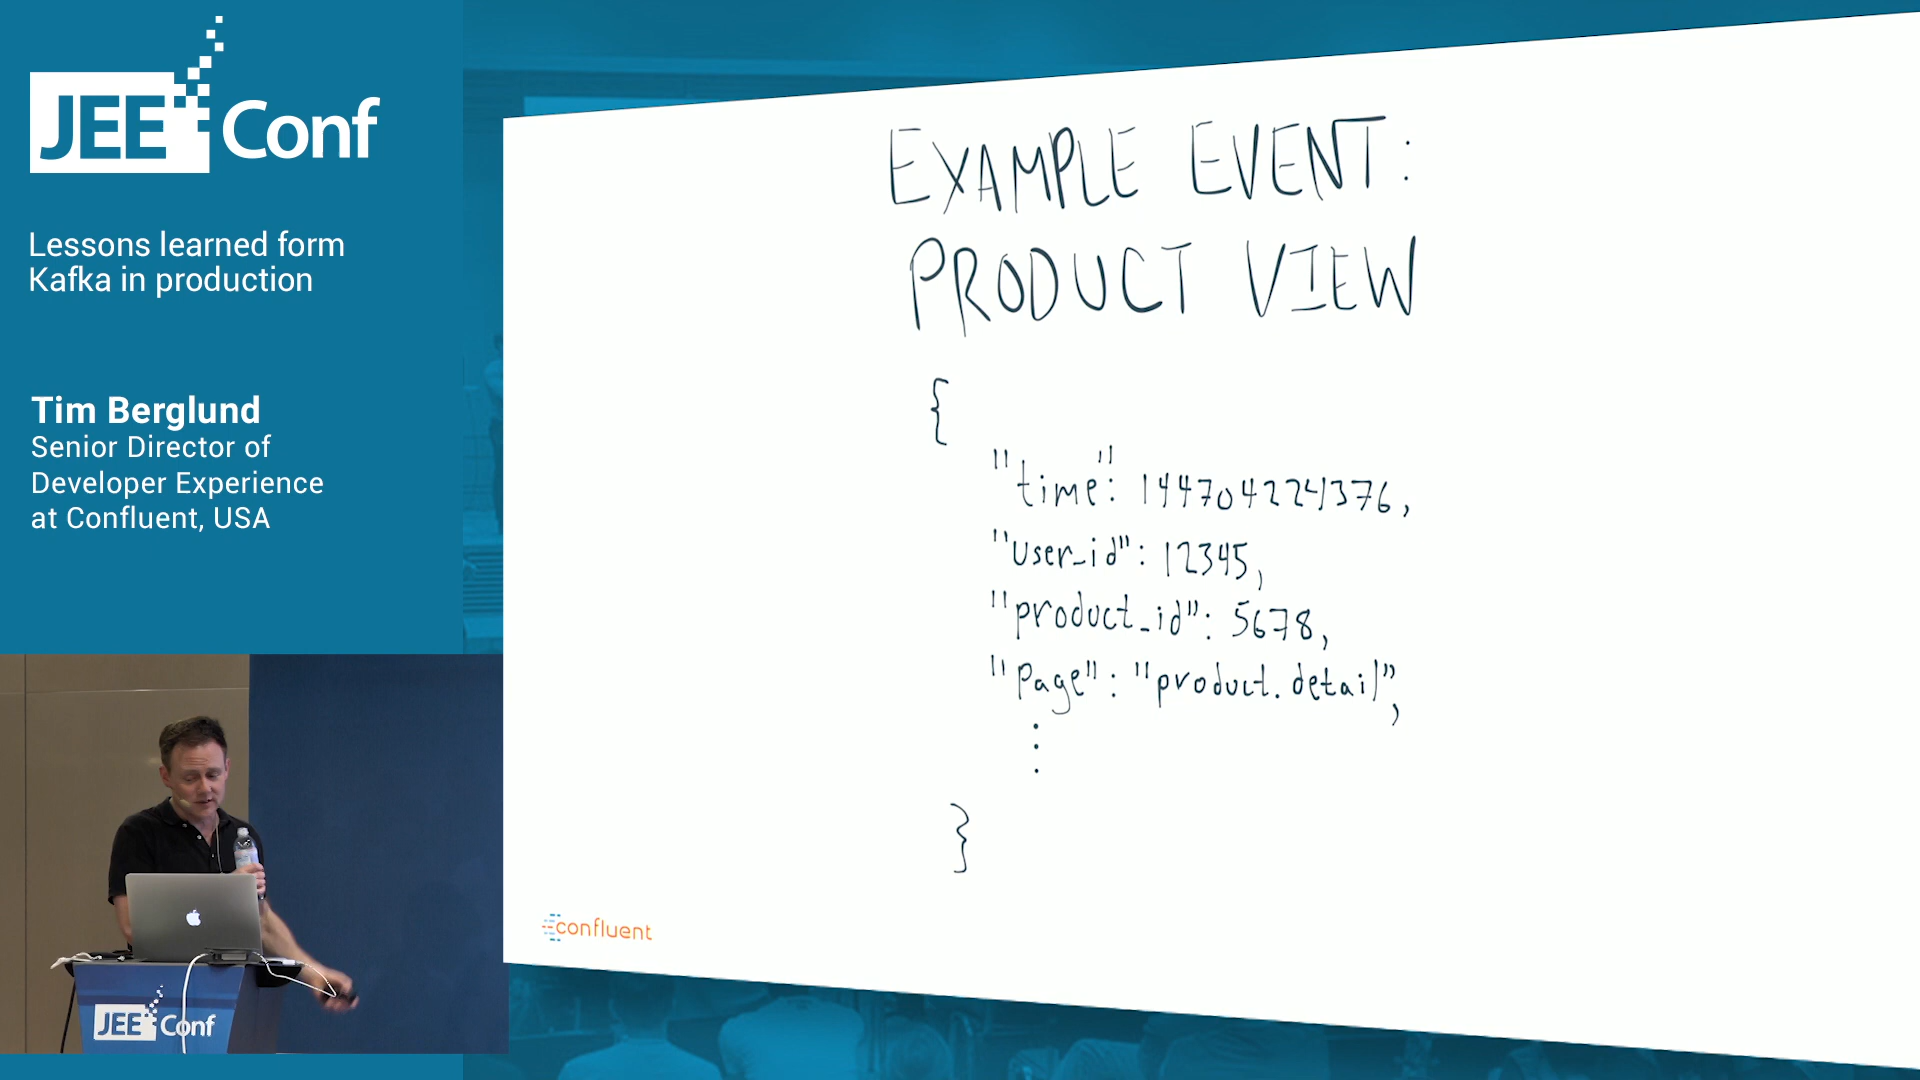 JEE Conf
Lessons learned form
Kafka in production
Tim Berglund
Senior Director of
Developer Experience
at Confluent, USA
JEE Conf
EXAMPLE EVENT:
PRODUCT VIEW
{
"time": 1447042241376,
"user_id": 12345,
"product_id": 5678,
"Page": "product.detail",
⋮
}
confluent